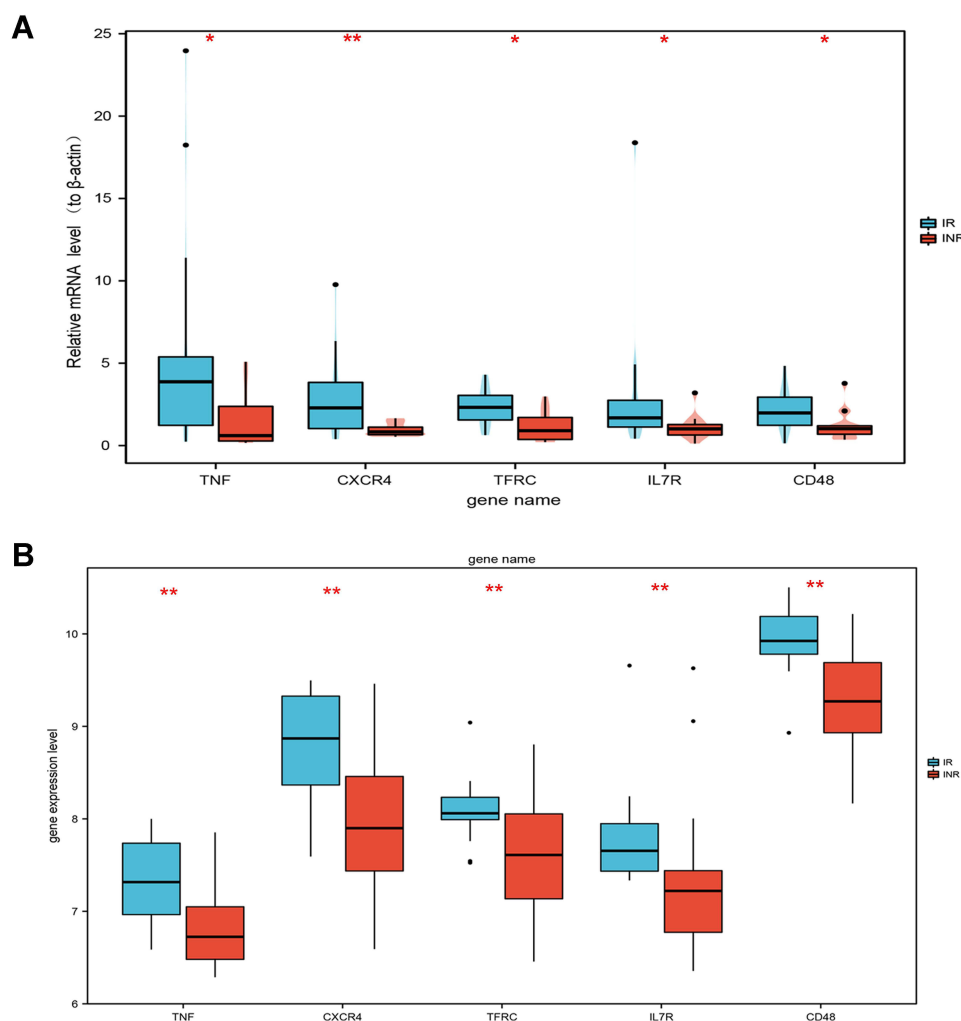 A
25
20
15
10
5
0
Relative mRNA level (to β-actin)
* ** * * *
TNF CXCR4 TFRC IL7R CD48
gene name
IR
INR
B
gene name
** ** ** ** **
10
9
8
7
6
gene expression level
TNF CXCR4 TFRC IL7R CD48
IR
INR